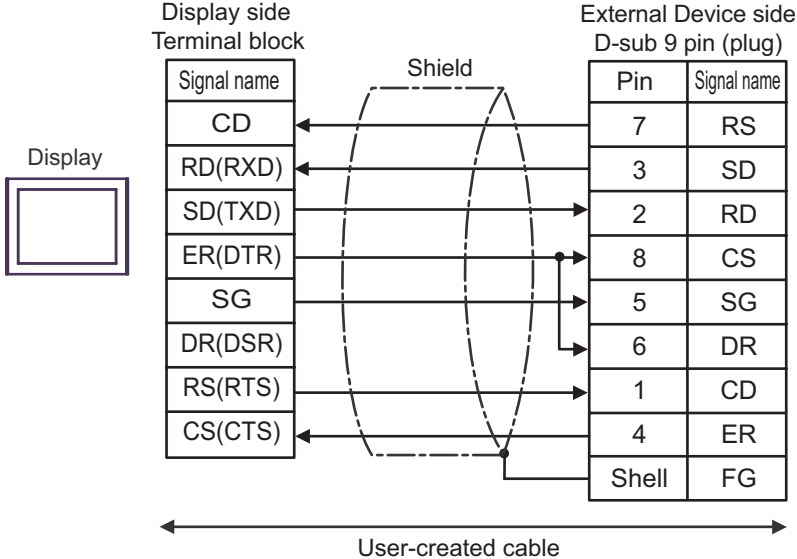 Display side
Terminal block
External Device side
D-sub 9 pin (plug)
Shield
Display
Signal name
CD
RD(RXD)
SD(TXD)
ER(DTR)
SG
DR(DSR)
RS(RTS)
CS(CTS)
Pin Signal name
7 RS
3 SD
2 RD
8 CS
5 SG
6 DR
1 CD
4 ER
Shell FG
User-created cable